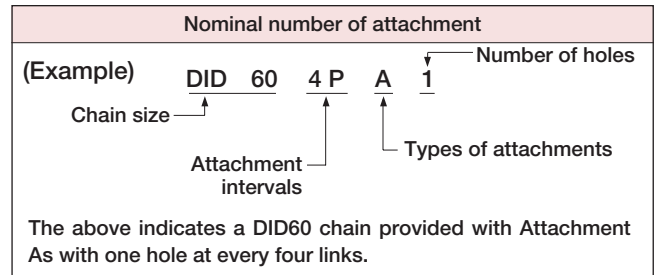 Nominal number of attachment
Number of holes
(Example) DID 60 4 P A 1
Chain size
Types of attachments
Attachment
intervals
The above indicates a DID60 chain provided with Attachment
As with one hole at every four links.